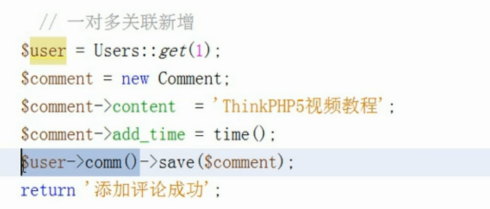 // 一对多关联新增
$user = Users::get(1);
$comment = new Comment;
$comment->content  = 'ThinkPHP5视频教程';
$comment->add_time = time();
$user->comm()->save($comment);
return '添加评论成功';